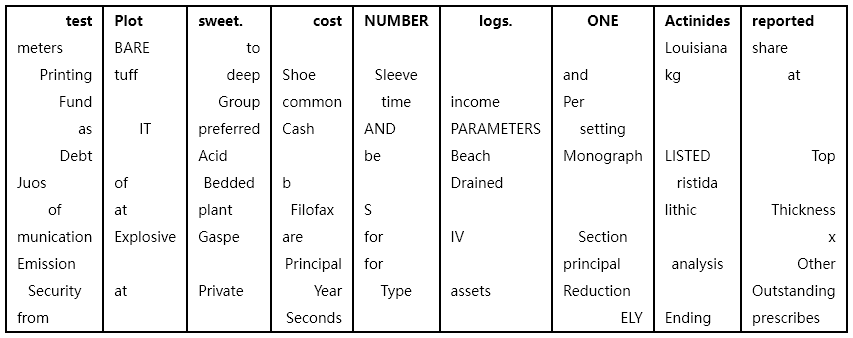 test Plot sweet. cost NUMBER logs. ONE Actinides reported
meters BARE to Louisiana share
Printing tuff deep Shoe Sleeve and kg at
Fund Group common time income Per
as IT preferred Cash AND PARAMETERS setting
Debt Acid be Beach Monograph LISTED Top
Juos of Bedded b Drained ristida
of at plant Filofax S lithic Thickness
munication Explosive Gaspe are for IV Section x
Emission Principal for principal analysis Other
Security at Private Year Type assets Reduction Outstanding
from Seconds ELY Ending prescribes